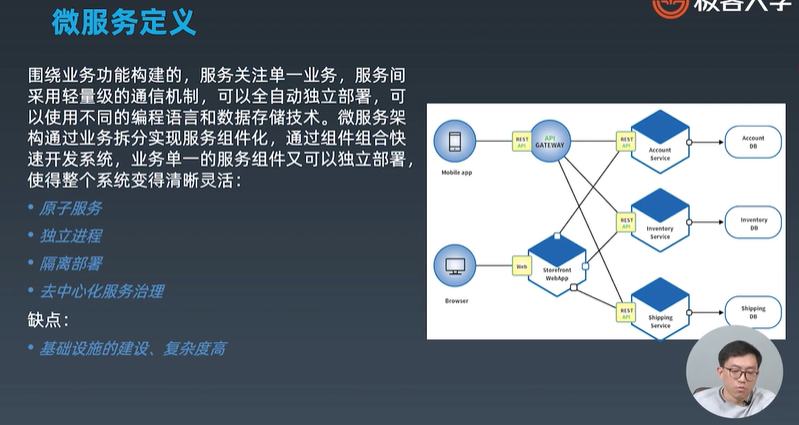 微服务定义
极客大学
围绕业务功能构建的，服务关注单一业务，服务间
采用轻量级的通信机制，可以全自动独立部署，可
以使用不同的编程语言和数据存储技术。微服务架
构通过业务拆分实现服务组件化，通过组件组合快
速开发系统，业务单一的服务组件又可以独立部署，
使得整个系统变得清晰灵活：
• 原子服务
• 独立进程
• 隔离部署
• 去中心化服务治理
缺点：
• 基础设施的建设、复杂度高
Mobile app
REST
API
API
GATEWAY
REST
API
Account
Service
Account
DB
REST
API
Inventory
Service
Inventory
DB
Browser
Web
Storefront
WebApp
REST
API
Shipping
Service
Shipping
DB